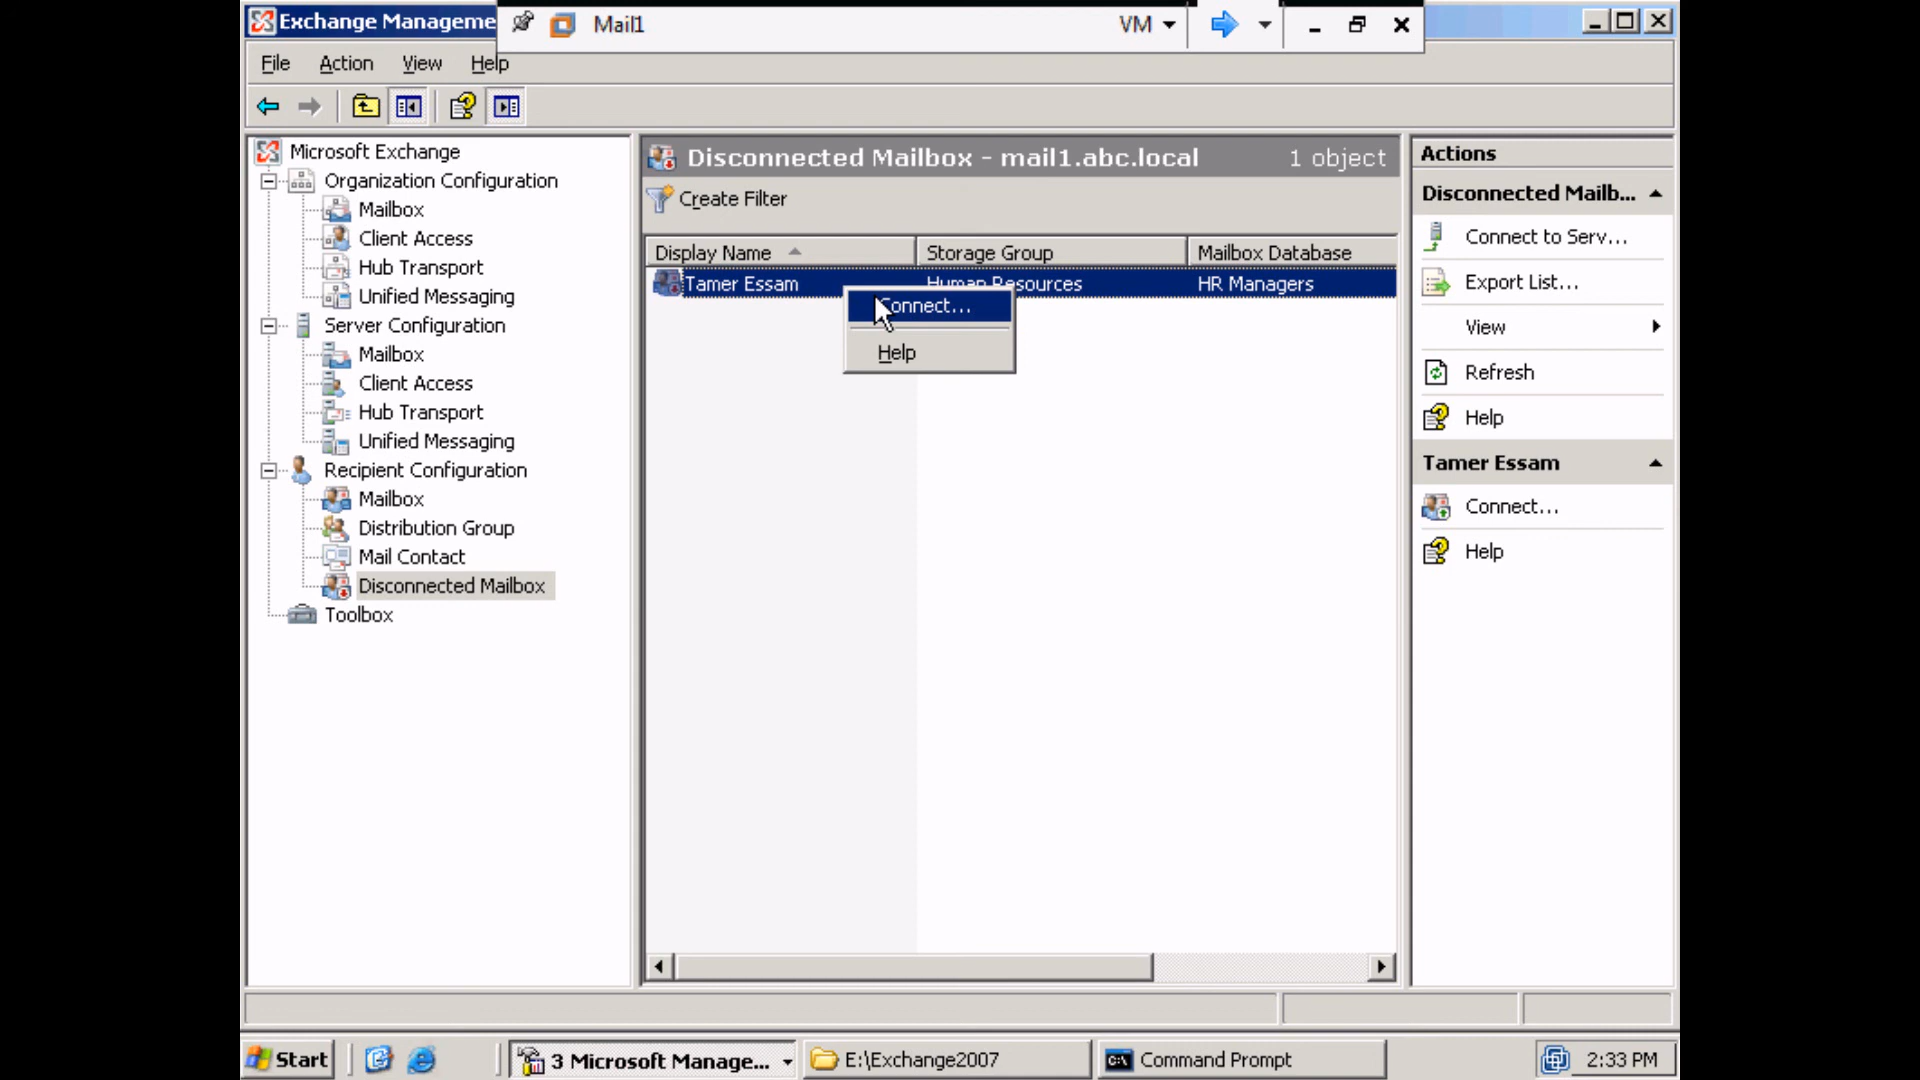 Exchange Manageme
Mail1
VM
File Action View Help
Microsoft Exchange
Organization Configuration
Mailbox
Client Access
Hub Transport
Unified Messaging
Server Configuration
Mailbox
Client Access
Hub Transport
Unified Messaging
Recipient Configuration
Mailbox
Distribution Group
Mail Contact
Disconnected Mailbox
Toolbox
Disconnected Mailbox - mail1.abc.local 1 object
Create Filter
Display Name Storage Group Mailbox Database
Tamer Essam Human Resources HR Managers
Connect...
Help
Actions
Disconnected Mailb...
Connect to Serv...
Export List...
View
Refresh
Help
Tamer Essam
Connect...
Help
Start 3 Microsoft Manage... E:\Exchange2007 Command Prompt 2:33 PM